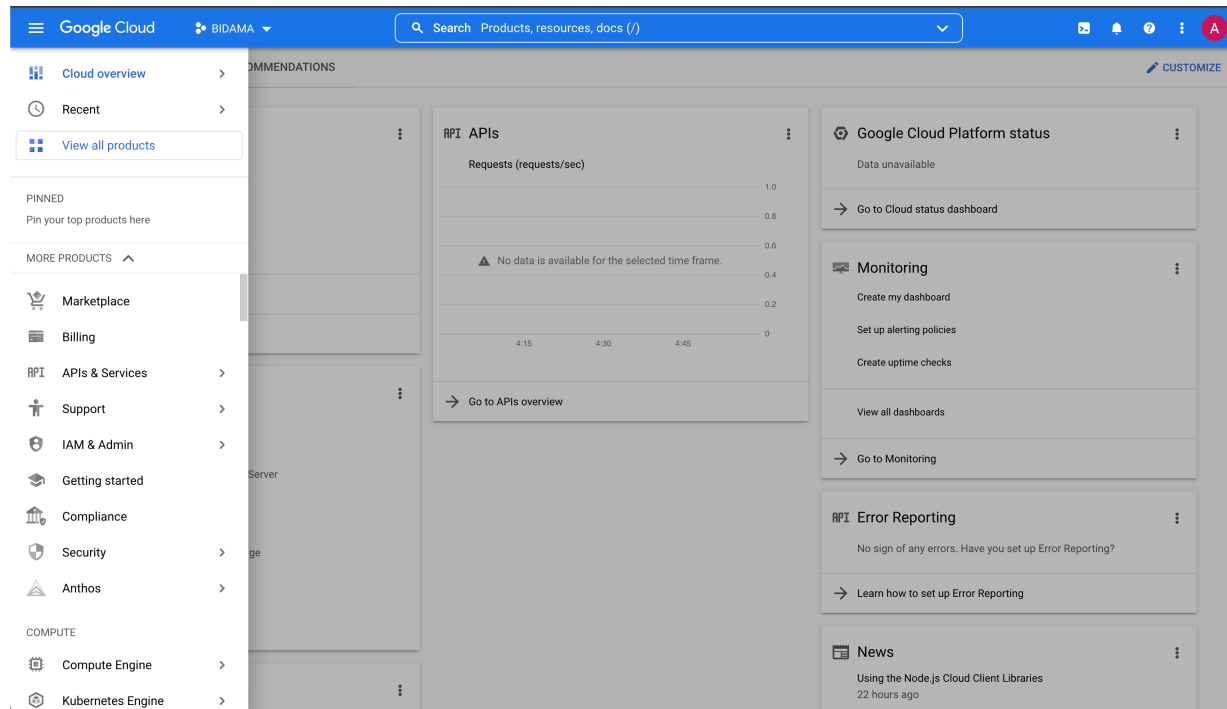 Google Cloud
BIDAMA
Search Products, resources, docs (/)
A
Cloud overview
Recent
View all products
PINNED
Pin your top products here
MORE PRODUCTS
Marketplace
Billing
API APIs & Services
Support
IAM & Admin
Getting started
Compliance
Security
Anthos
COMPUTE
Compute Engine
Kubernetes Engine
OMMENDATIONS
CUSTOMIZE
Server
ge
API APIs
Requests (requests/sec)
1.0
0.8
0.6
No data is available for the selected time frame.
0.4
0.2
0
4:15 4:30 4:45
Go to APIs overview
Google Cloud Platform status
Data unavailable
Go to Cloud status dashboard
Monitoring
Create my dashboard
Set up alerting policies
Create uptime checks
View all dashboards
Go to Monitoring
API Error Reporting
No sign of any errors. Have you set up Error Reporting?
Learn how to set up Error Reporting
News
Using the Node.js Cloud Client Libraries
22 hours ago